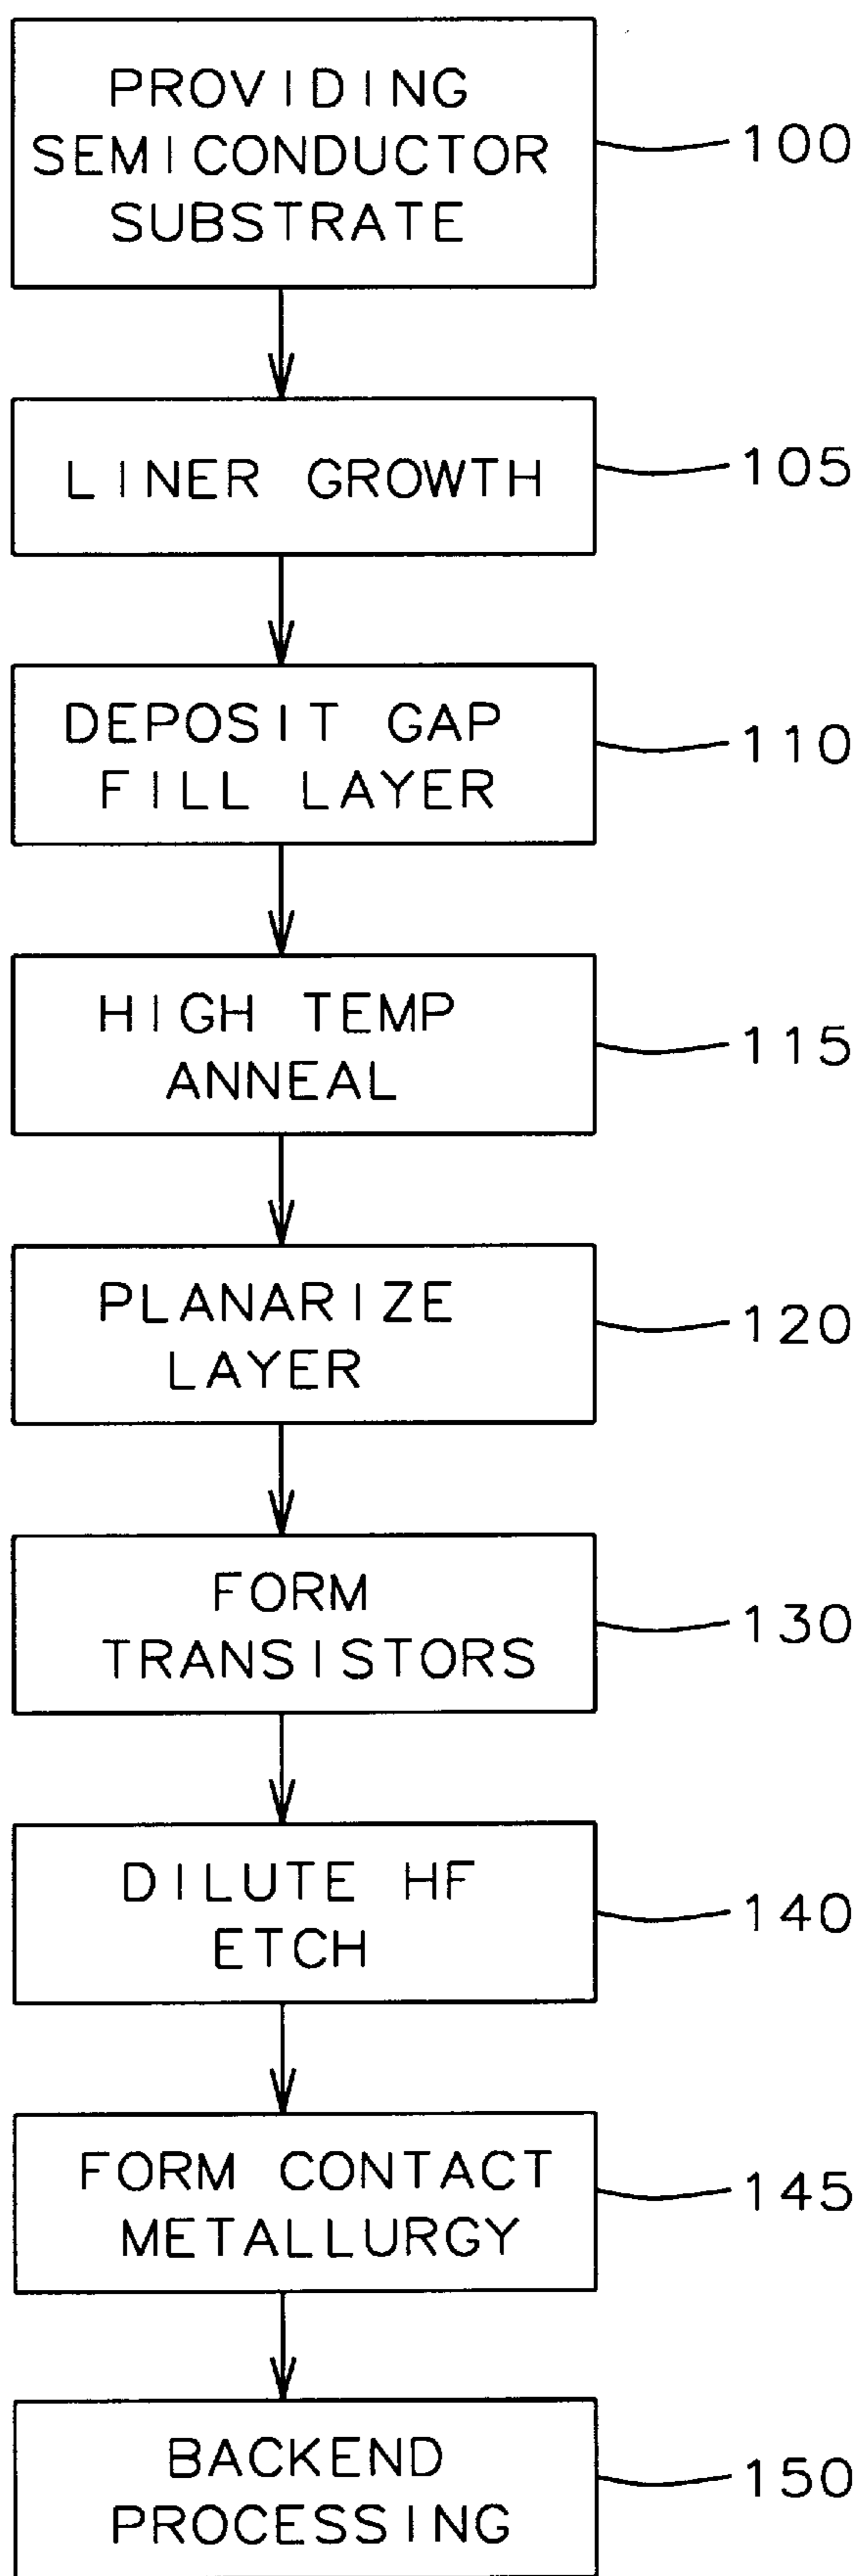 PROVIDING
SEMICONDUCTOR
SUBSTRATE
100
LINER GROWTH
105
DEPOSIT GAP
FILL LAYER
110
HIGH TEMP
ANNEAL
115
PLANARIZE
LAYER
120
FORM
TRANSISTORS
130
DILUTE HF
ETCH
140
FORM CONTACT
METALLURGY
145
BACKEND
PROCESSING
150